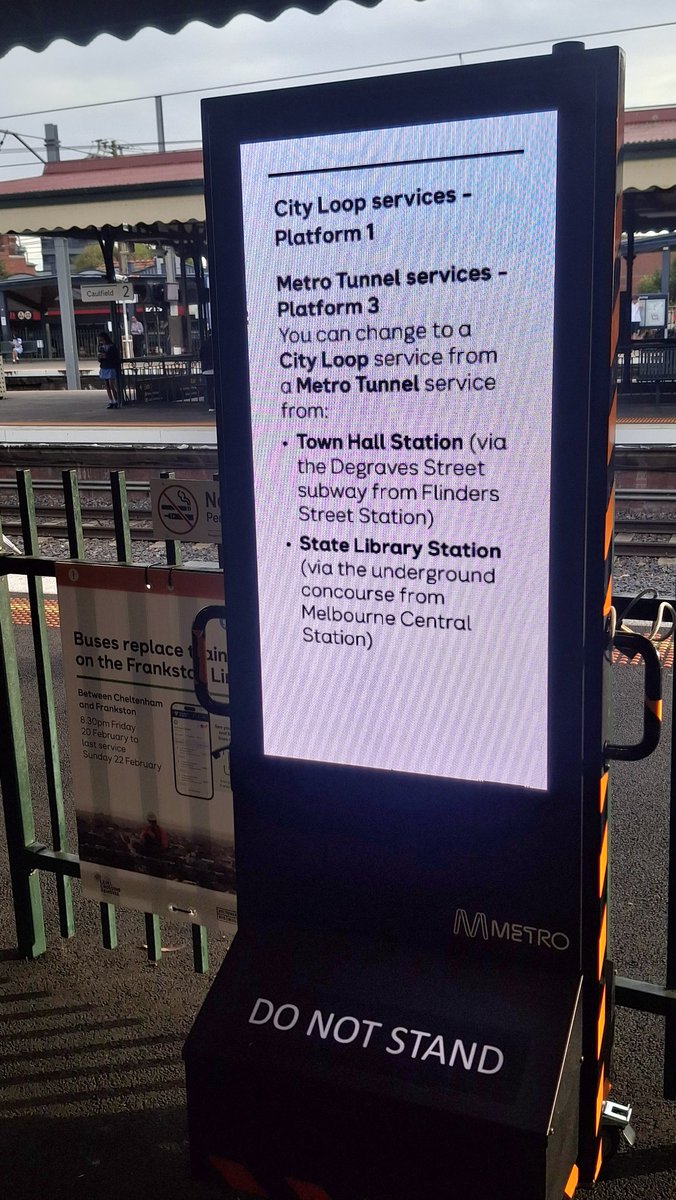 City Loop services -
Platform 1
Metro Tunnel services -
Platform 3
You can change to a
City Loop service from
a Metro Tunnel service
from:
• Town Hall Station (via
the Degraves Street
subway from Flinders
Street Station)
• State Library Station
(via the underground
concourse from
Melbourne Central
Station)
METRO
DO NOT STAND
Caulfield 2
Buses replace
on the
Between Cheltenham
and Frankston
8.30pm Friday
20 February to
last service
Sunday 22 February